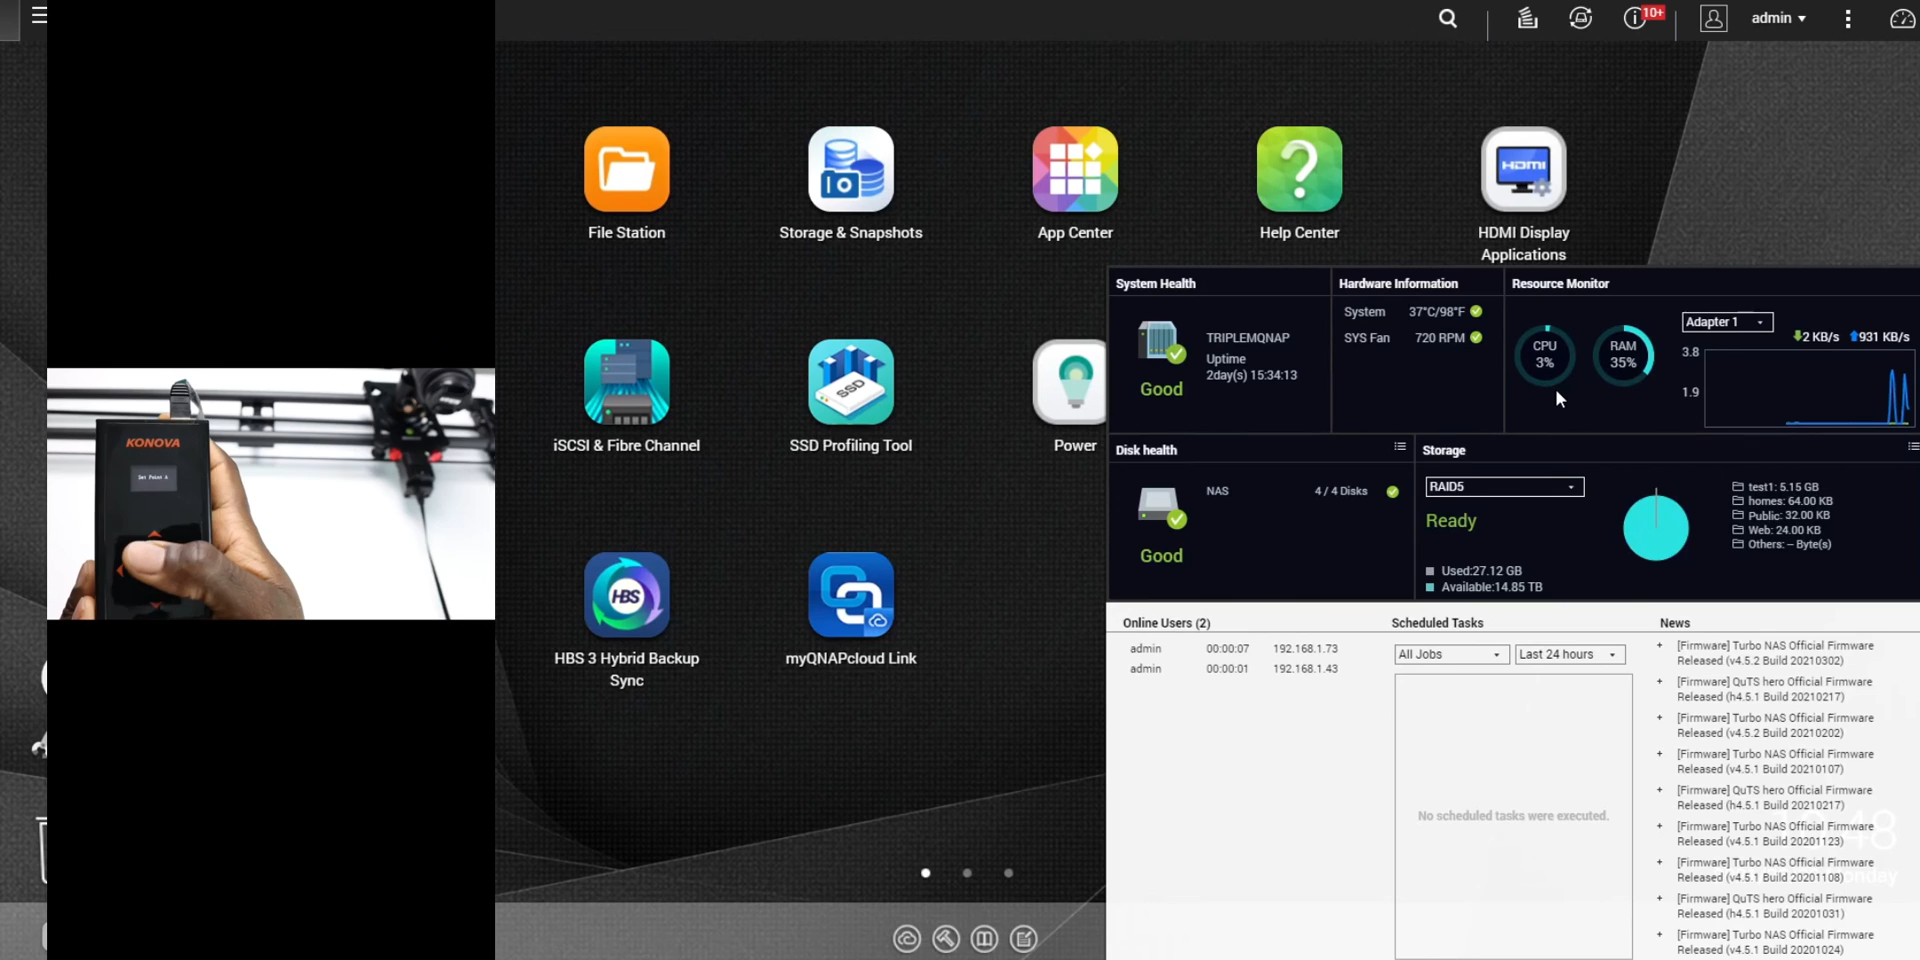 10+
admin
File Station
Storage & Snapshots
App Center
Help Center
HDMI
HDMI Display
Applications
iSCSI & Fibre Channel
SSD
SSD Profiling Tool
Power
HBS
HBS 3 Hybrid Backup
Sync
myQNAPcloud Link
KONOVA
Set Point A
System Health
TRIPLEMQNAP
Uptime
2day(s) 15:34:13
Good
Hardware Information
System 37°C/98°F
SYS Fan 720 RPM
Resource Monitor
CPU
3%
RAM
35%
Adapter 1
2 KB/s 931 KB/s
3.8
1.9
Disk health
NAS 4 / 4 Disks
Good
Storage
RAID5
Ready
Used:27.12 GB
Available:14.85 TB
test1: 5.15 GB
homes: 64.00 KB
Public: 32.00 KB
Web: 24.00 KB
Others: -- Byte(s)
Online Users (2)
admin 00:00:07 192.168.1.73
admin 00:00:01 192.168.1.43
Scheduled Tasks
All Jobs Last 24 hours
No scheduled tasks were executed.
News
+ [Firmware] Turbo NAS Official Firmware
Released (v4.5.2 Build 20210302)
+ [Firmware] QuTS hero Official Firmware
Released (h4.5.1 Build 20210217)
+ [Firmware] Turbo NAS Official Firmware
Released (v4.5.2 Build 20210202)
+ [Firmware] Turbo NAS Official Firmware
Released (v4.5.1 Build 20210107)
+ [Firmware] QuTS hero Official Firmware
Released (h4.5.1 Build 20210217)
+ [Firmware] Turbo NAS Official Firmware
Released (v4.5.1 Build 20201123)
+ [Firmware] Turbo NAS Official Firmware
Released (v4.5.1 Build 20201108)
+ [Firmware] QuTS hero Official Firmware
Released (h4.5.1 Build 20201031)
+ [Firmware] Turbo NAS Official Firmware
Released (v4.5.1 Build 20201024)